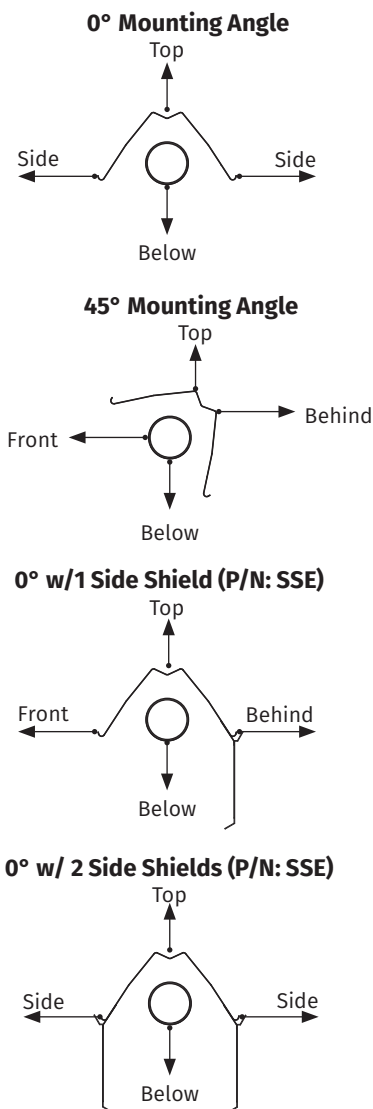 0° Mounting Angle
Top
Side Side
Below
45° Mounting Angle
Top
Behind
Front
Below
0° w/1 Side Shield (P/N: SSE)
Top
Front Behind
Below
0° w/ 2 Side Shields (P/N: SSE)
Top
Side Side
Below